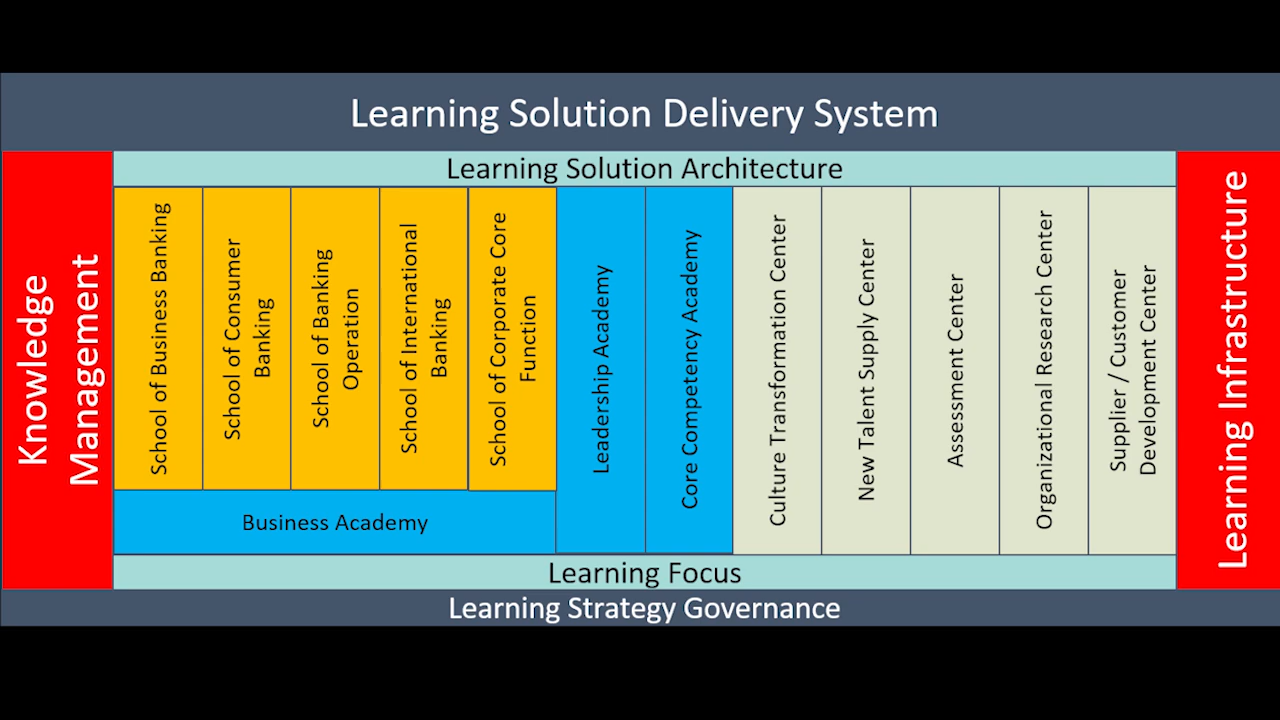 Learning Solution Delivery System
Learning Solution Architecture
Knowledge
Management
School of Business Banking
School of Consumer
Banking
School of Banking
Operation
School of International
Banking
School of Corporate Core
Function
Leadership Academy
Core Competency Academy
Culture Transformation Center
New Talent Supply Center
Assessment Center
Organizational Research Center
Supplier / Customer
Development Center
Learning Infrastructure
Business Academy
Learning Focus
Learning Strategy Governance